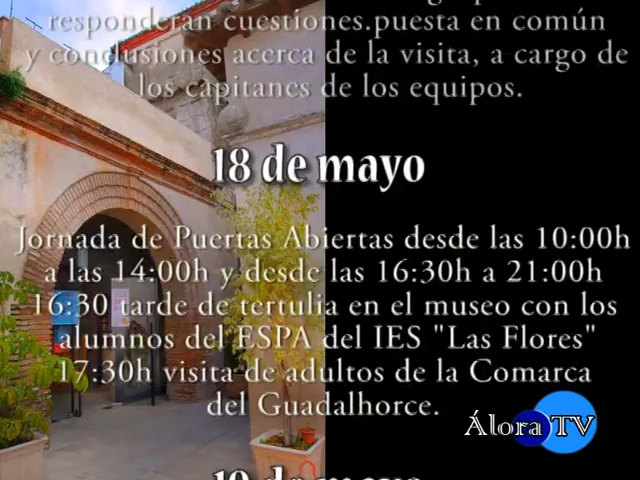 responderán cuestiones.puesta en común
y conclusiones acerca de la visita, a cargo de
los capitanes de los equipos.
18 de mayo
Jornada de Puertas Abiertas desde las 10:00h
a las 14:00h y desde las 16:30h a 21:00h
16:30 tarde de tertulia en el museo con los
alumnos del ESPA del IES "Las Flores"
17:30h visita de adultos de la Comarca
del Guadalhorce.
Álora TV
19 de mayo